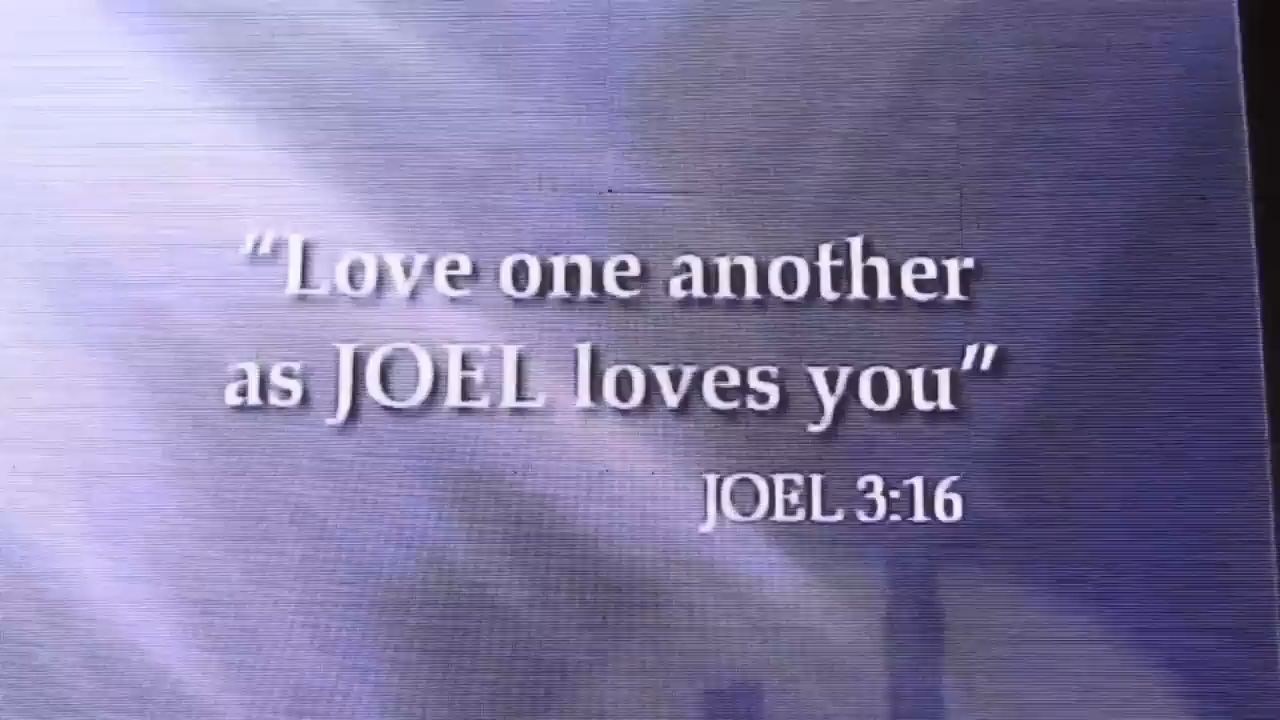 “Love one another
as JOEL loves you”
JOEL 3:16